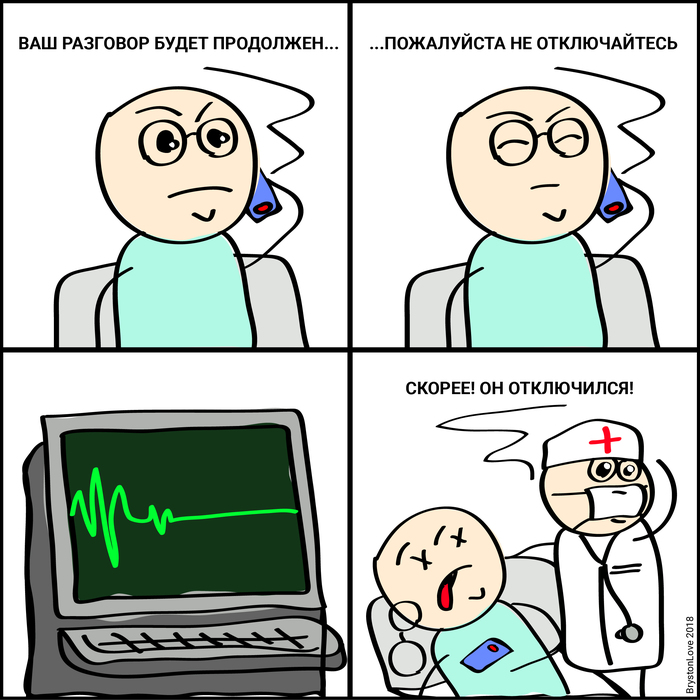 ВАШ РАЗГОВОР БУДЕТ ПРОДОЛЖЕН...
...ПОЖАЛУЙСТА НЕ ОТКЛЮЧАЙТЕСЬ
СКОРЕЕ! ОН ОТКЛЮЧИЛСЯ!
BrystonLove 2018